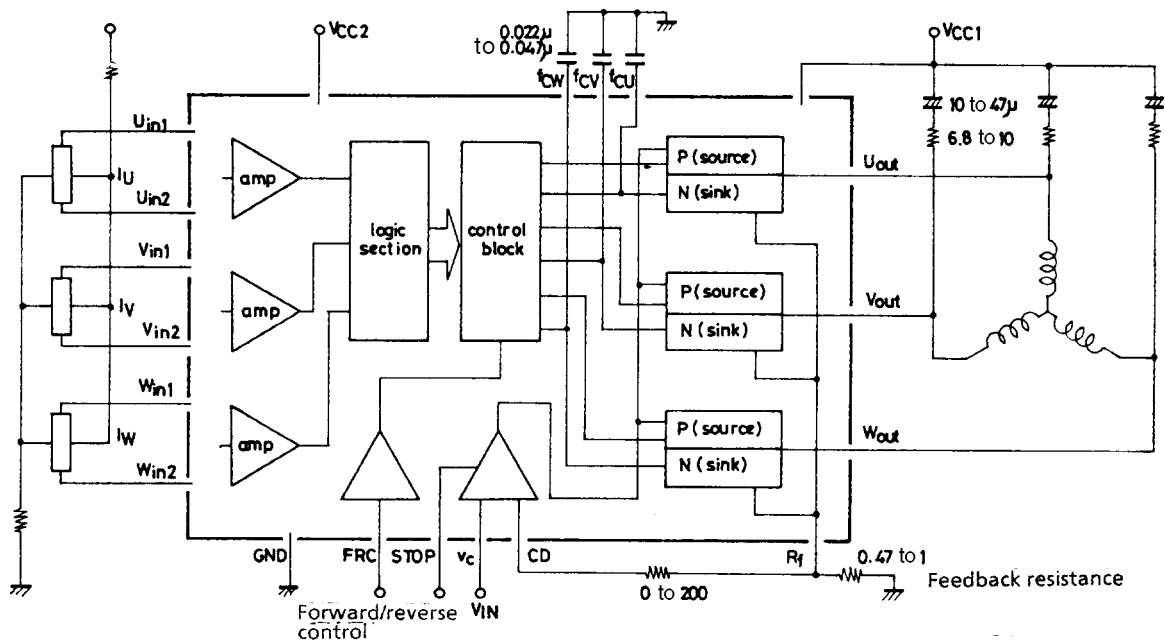 VCC2
0.022μ
to 0.047μ
VCC1
fCW
fCV
fCU
10 to 47μ
6.8 to 10
Uin1
IU
Uin2
amp
logic
section
control
block
P (source)
N (sink)
Uout
Vin1
IV
Vin2
amp
P (source)
N (sink)
Vout
Win1
IW
Win2
amp
P (source)
N (sink)
Wout
GND
FRC
STOP
vc
CD
Rf
0.47 to 1
Feedback resistance
0 to 200
Forward/reverse
control
VIN